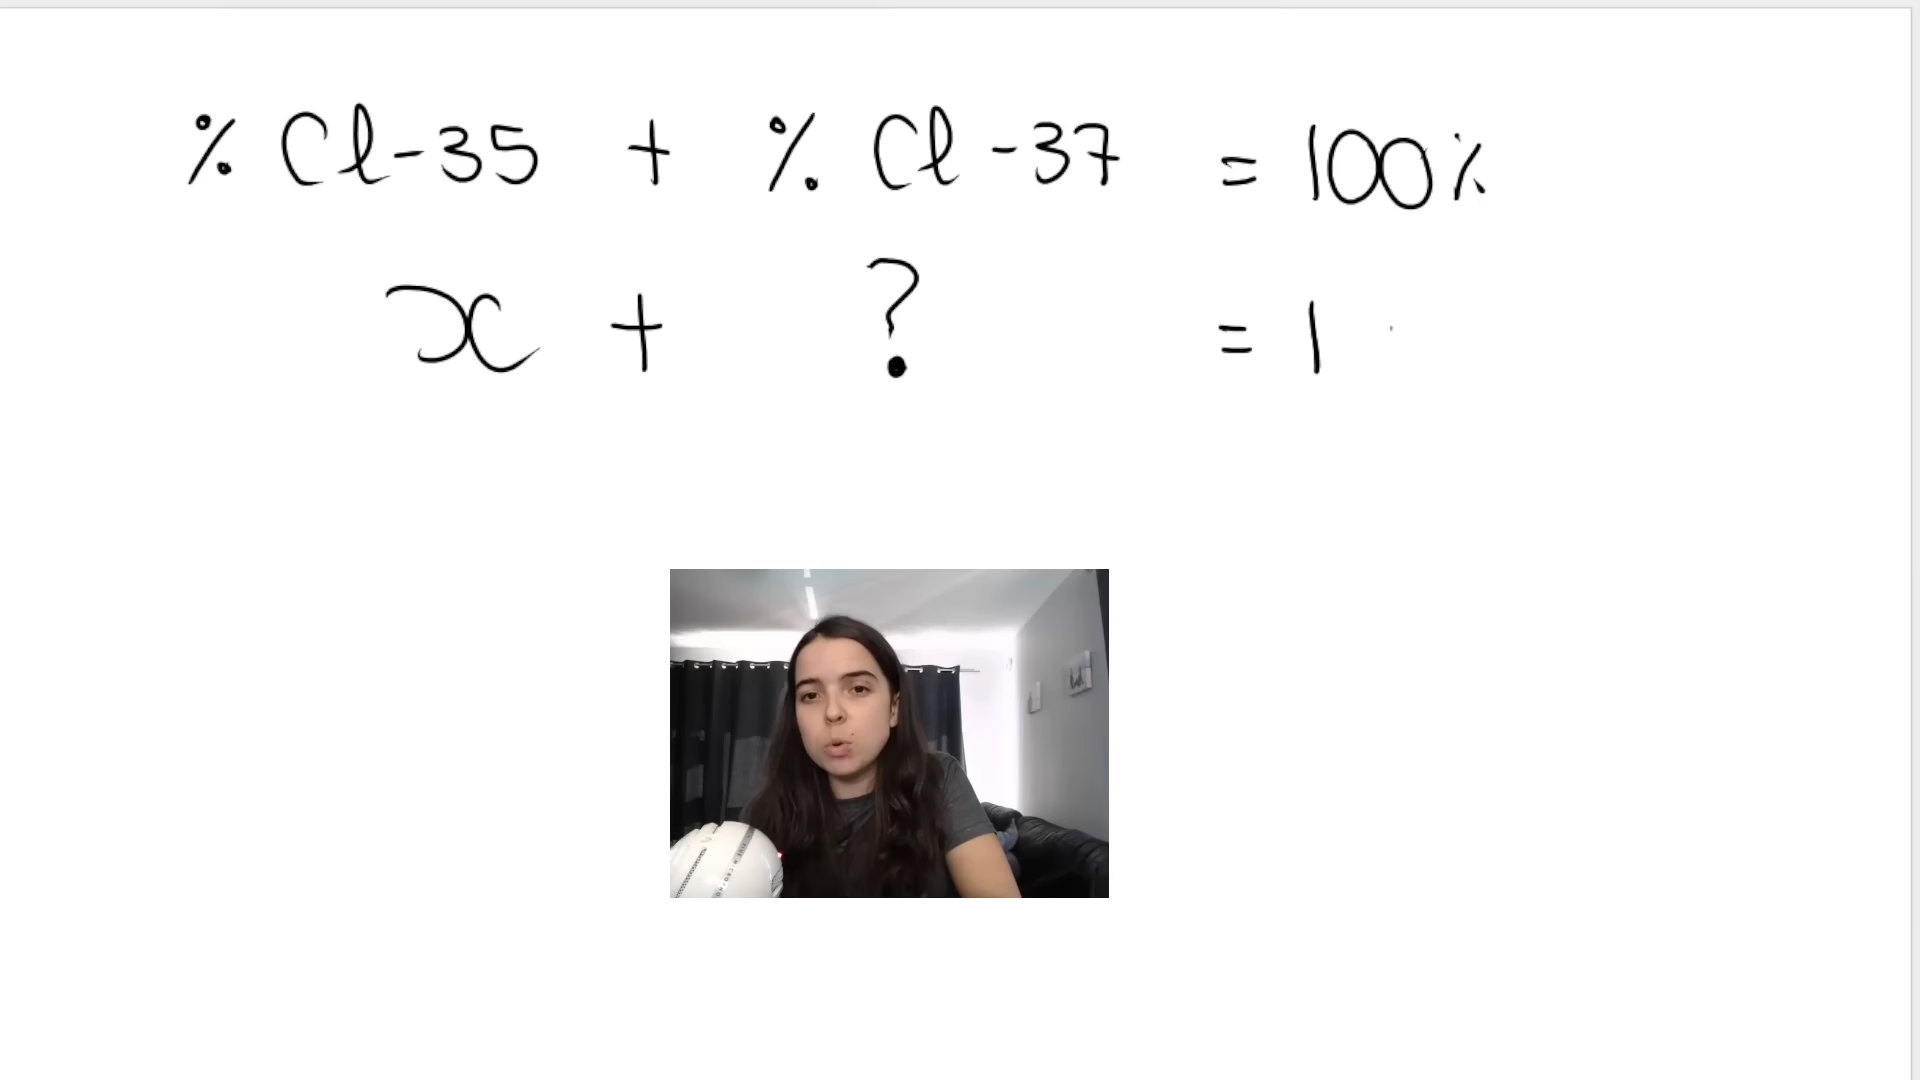 % Cl-35 + % Cl-37 = 100%
x + ? = 1